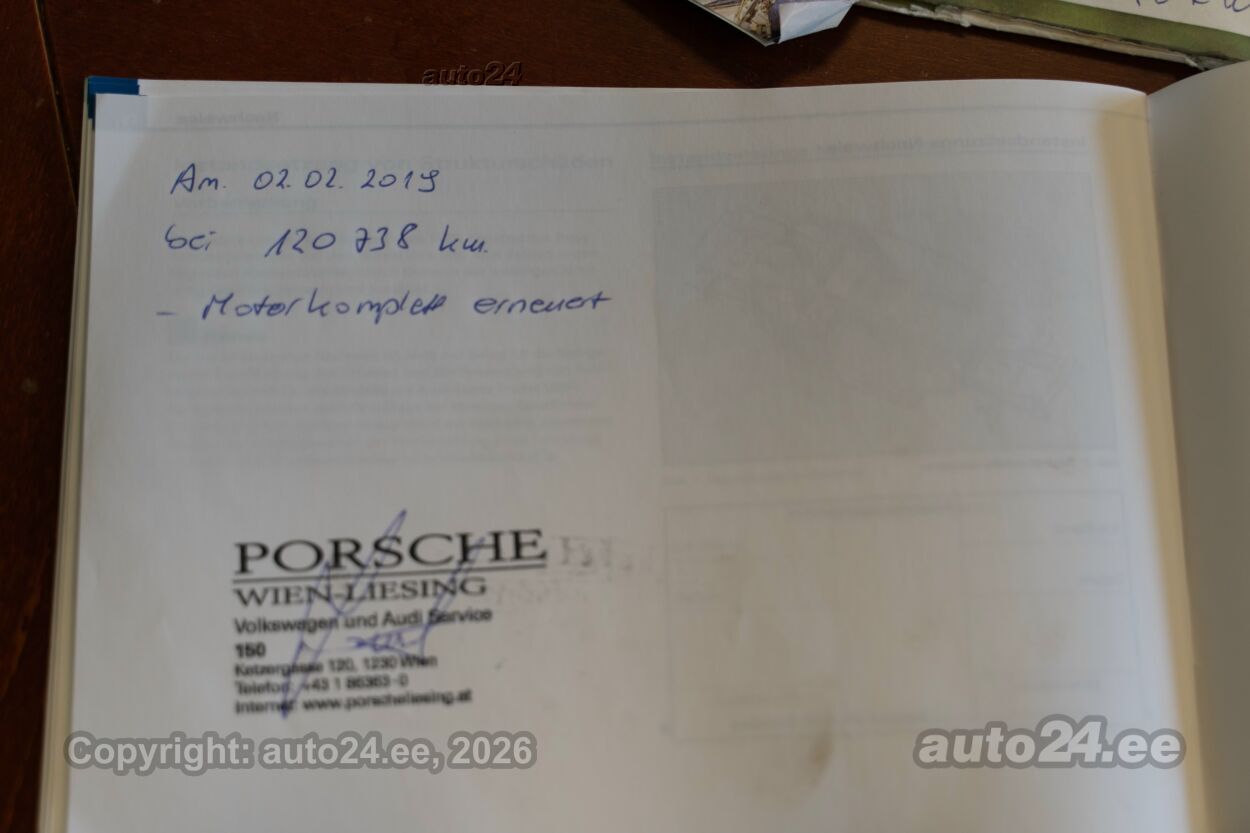 auto24
Am. 02.02. 2019
bei 120 738 km.
- Motorkomplett erneuert
PORSCHE
WIEN-LIESING
Volkswagen und Audi Service
150
Ketzergasse 120, 1230 Wien
Telefon: +43 1 86363-0
Internet: www.porscheliesing.at
Copyright: auto24.ee, 2026
auto24.ee